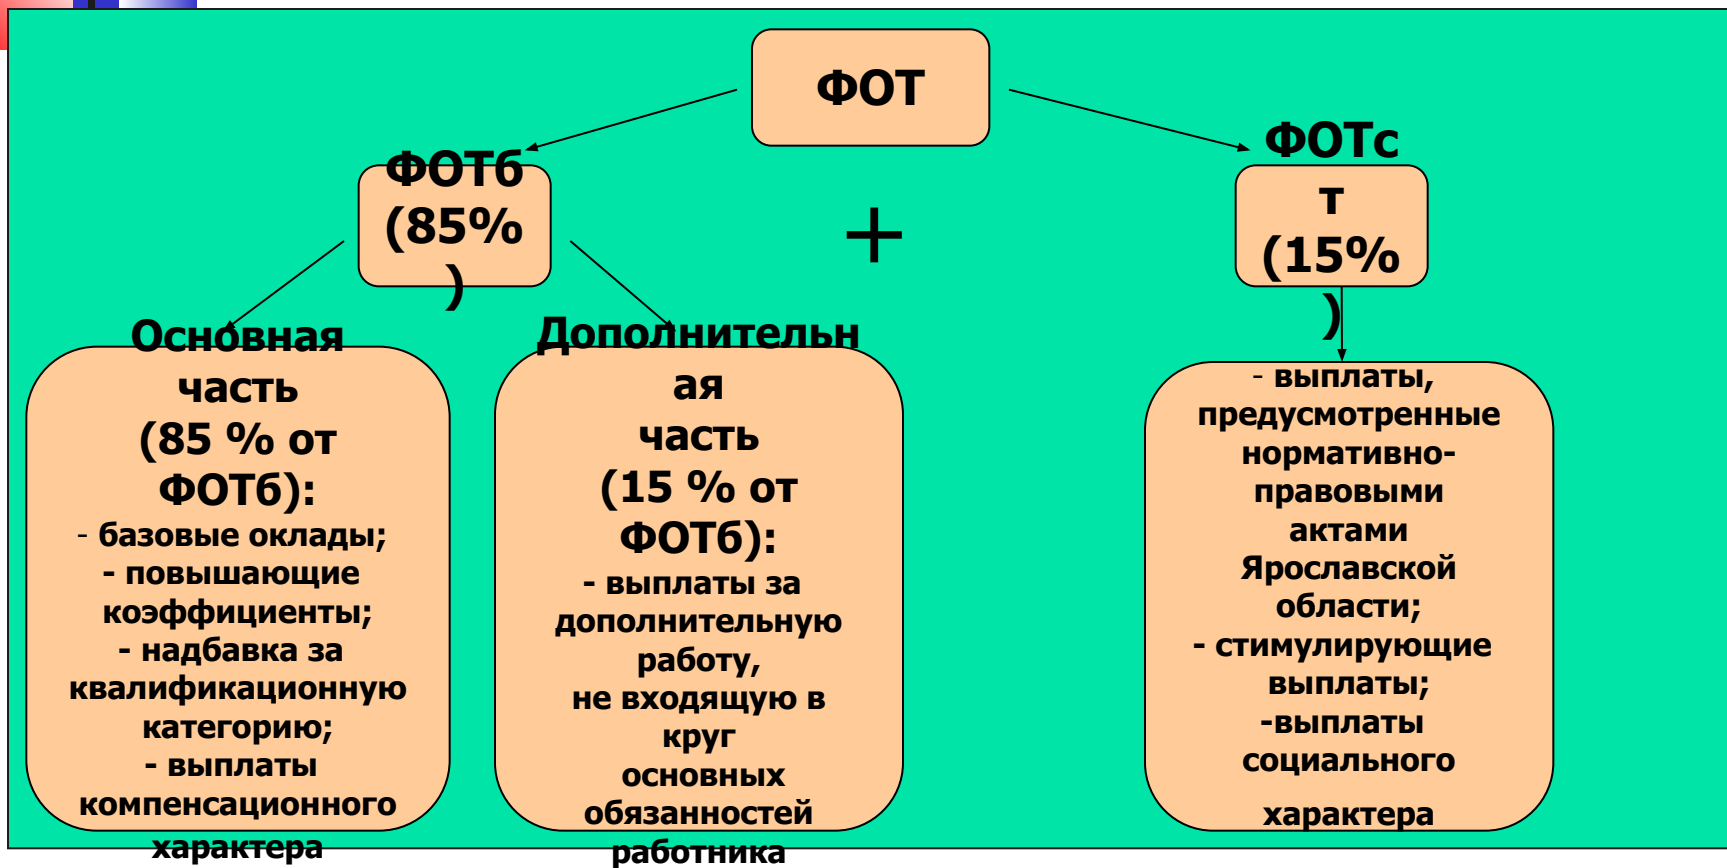 ФОТ
ФОТб
(85%
)
+
ФОТс
т
(15%
)
Основная
часть
(85 % от
ФОТб):
- базовые оклады;
- повышающие
коэффициенты;
- надбавка за
квалификационную
категорию;
- выплаты
компенсационного
характера
Дополнительн
ая
часть
(15 % от
ФОТб):
- выплаты за
дополнительную
работу,
не входящую в
круг
основных
обязанностей
работника
- выплаты,
предусмотренные
нормативно-
правовыми
актами
Ярославской
области;
- стимулирующие
выплаты;
-выплаты
социального
характера